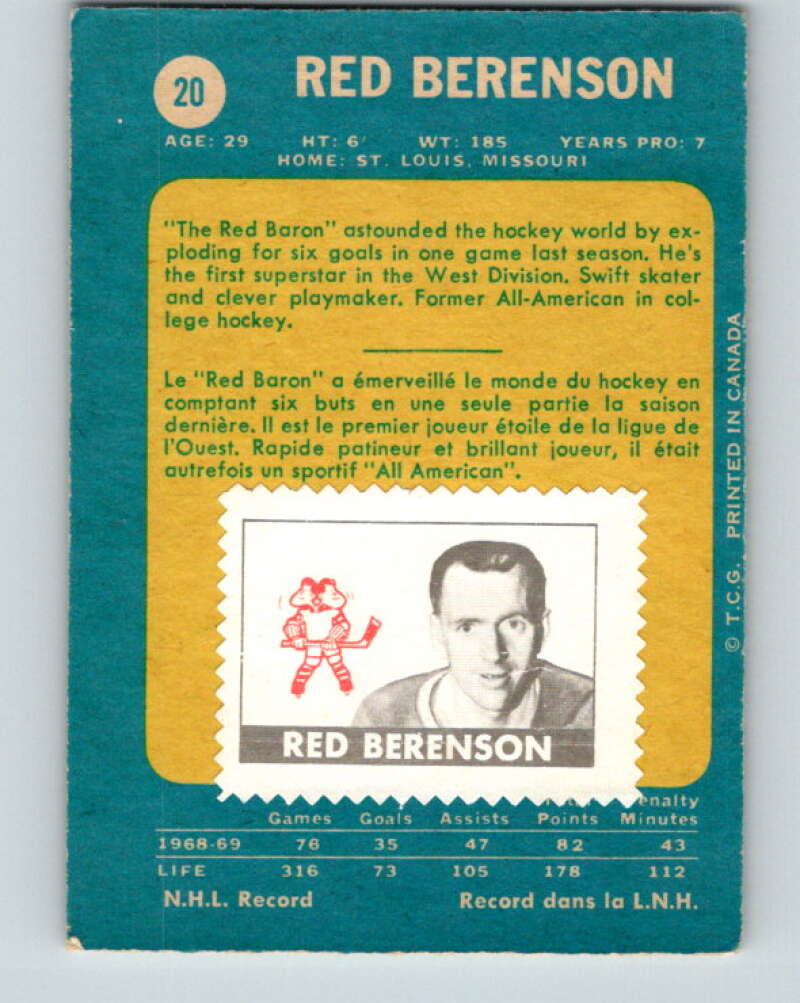 20
RED BERENSON
AGE: 29 HT: 6' WT: 185 YEARS PRO: 7
HOME: ST. LOUIS, MISSOURI
"The Red Baron" astounded the hockey world by ex-
ploding for six goals in one game last season. He's
the first superstar in the West Division. Swift skater
and clever playmaker. Former All-American in col-
lege hockey.
Le "Red Baron" a émerveillé le monde du hockey en
comptant six buts en une seule partie la saison
dernière. Il est le premier joueur étoile de la ligue de
l'Ouest. Rapide patineur et brillant joueur, il était
autrefois un sportif "All American".
© T.C.G. PRINTED IN CANADA
RED BERENSON
Games Goals Assists Points Minutes
1968-69 76 35 47 82 43
LIFE 316 73 105 178 112
N.H.L. Record Record dans la L.N.H.